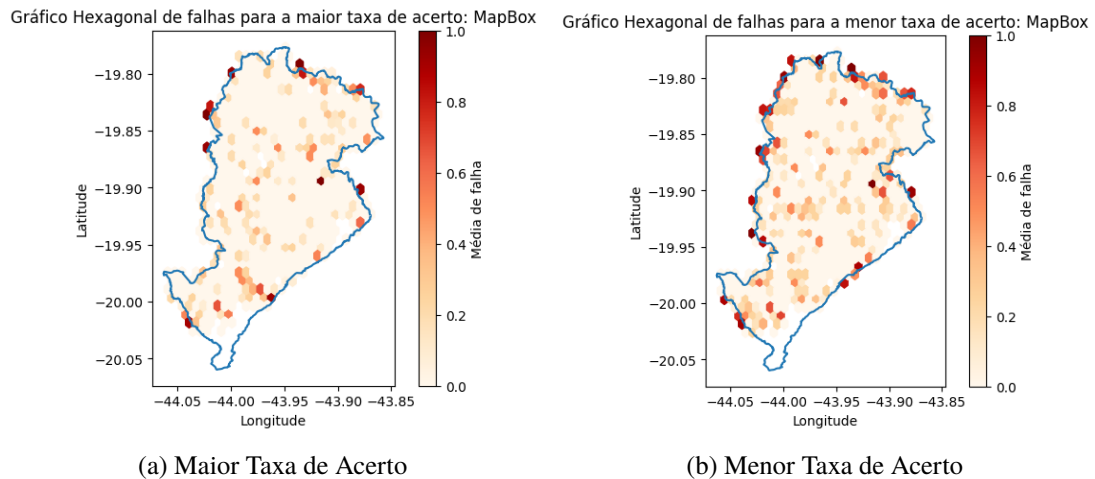 Gráfico Hexagonal de falhas para a maior taxa de acerto: MapBox
−19.80
−19.85
−19.90
−19.95
−20.00
−20.05
Latitude
−44.05 −44.00 −43.95 −43.90 −43.85
Longitude
1.0
0.8
0.6
0.4
0.2
0.0
Média de falha
(a) Maior Taxa de Acerto
Gráfico Hexagonal de falhas para a menor taxa de acerto: MapBox
−19.80
−19.85
−19.90
−19.95
−20.00
−20.05
Latitude
−44.05 −44.00 −43.95 −43.90 −43.85
Longitude
1.0
0.8
0.6
0.4
0.2
0.0
Média de falha
(b) Menor Taxa de Acerto